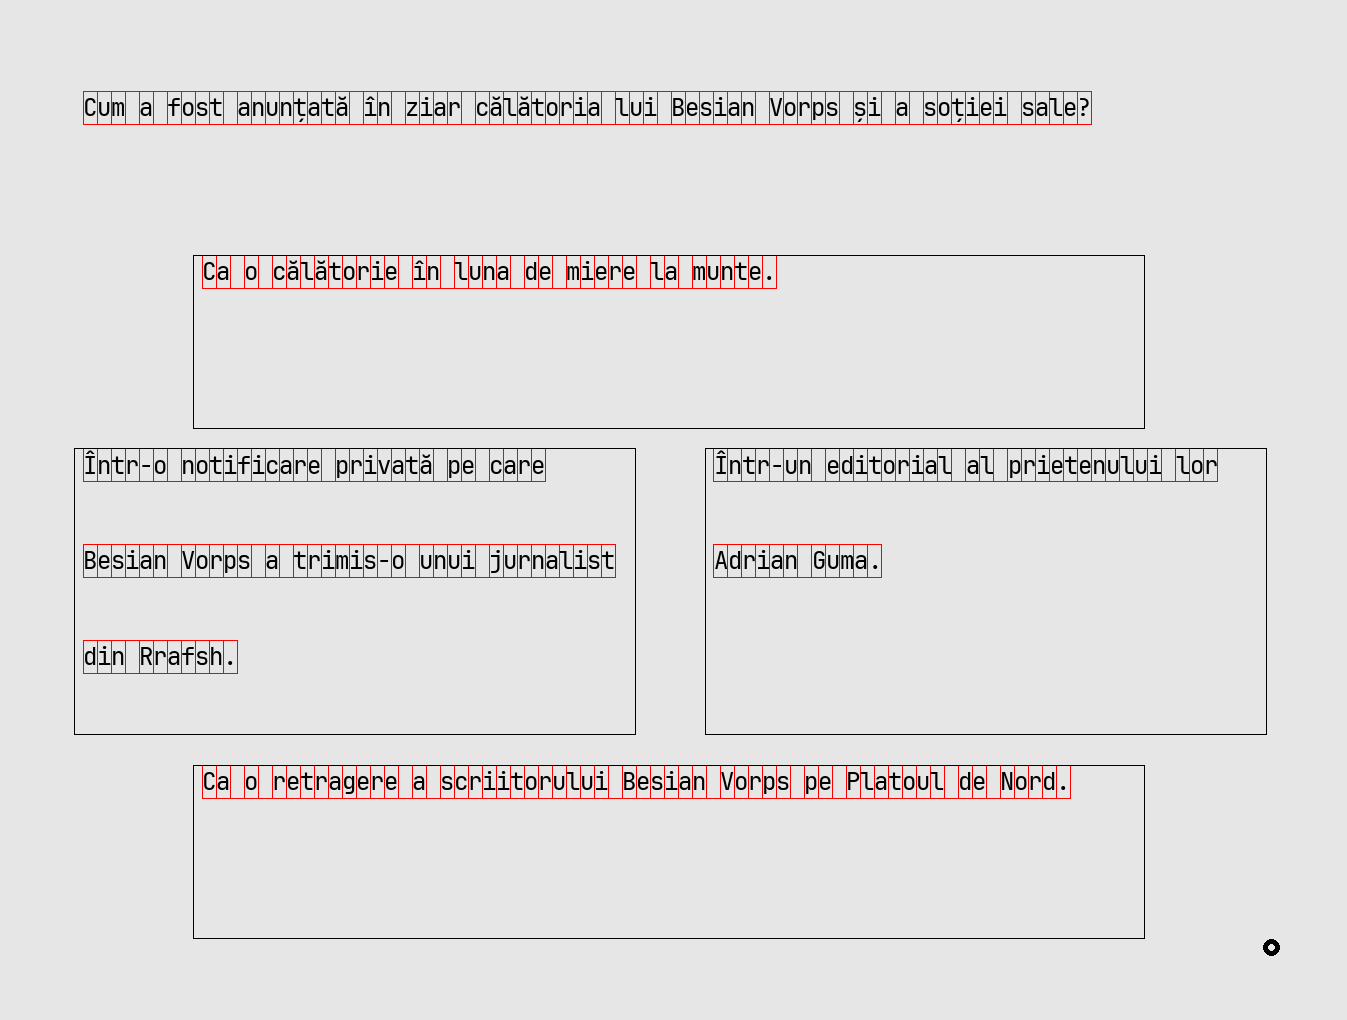 Cum a fost anunțată în ziar călătoria lui Besian Vorps și a soției sale?
Ca o călătorie în luna de miere la munte.
Într-o notificare privată pe care
Besian Vorps a trimis-o unui jurnalist
din Rrafsh.
Într-un editorial al prietenului lor
Adrian Guma.
Ca o retragere a scriitorului Besian Vorps pe Platoul de Nord.